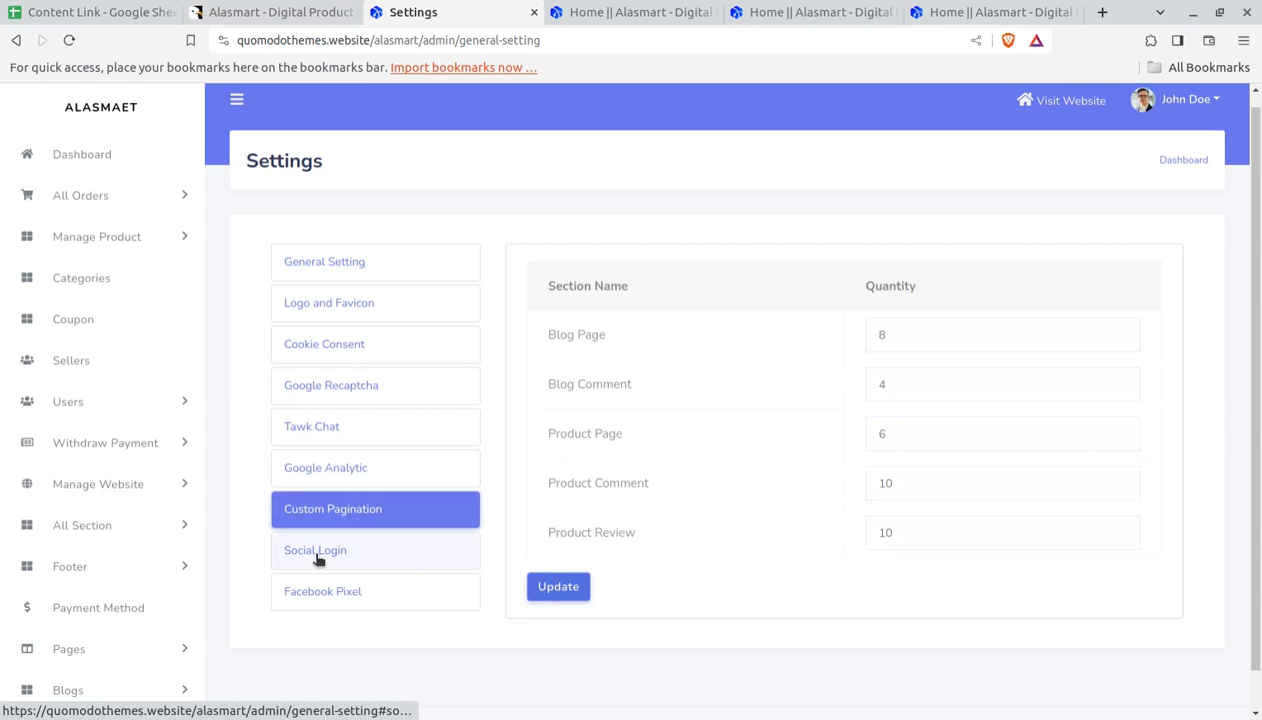 Content Link - Google Shee
Alasmart - Digital Product
Settings
Home || Alasmart - Digital
Home || Alasmart - Digital
Home || Alasmart - Digital
quomodothemes.website/alasmart/admin/general-setting
For quick access, place your bookmarks here on the bookmarks bar. Import bookmarks now ...
All Bookmarks
ALASMAET
Visit Website
John Doe
Dashboard
All Orders
Manage Product
Categories
Coupon
Sellers
Users
Withdraw Payment
Manage Website
All Section
Footer
Payment Method
Pages
Blogs
Settings
Dashboard
General Setting
Logo and Favicon
Cookie Consent
Google Recaptcha
Tawk Chat
Google Analytic
Custom Pagination
Social Login
Facebook Pixel
Section Name Quantity
Blog Page 8
Blog Comment 4
Product Page 6
Product Comment 10
Product Review 10
Update
https://quomodothemes.website/alasmart/admin/general-setting#so...